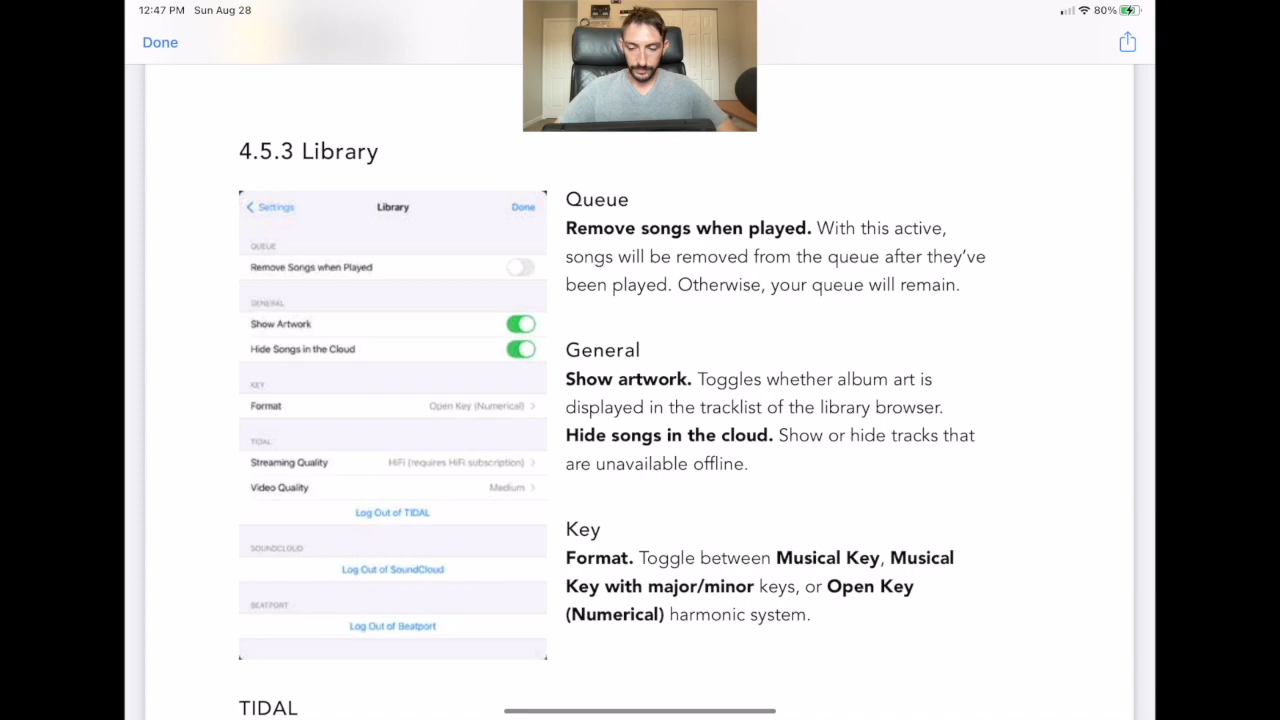 12:47 PM Sun Aug 28
80%
Done
4.5.3 Library
Settings
Library
Done
QUEUE
Remove Songs when Played
GENERAL
Show Artwork
Hide Songs in the Cloud
KEY
Format
Open Key (Numerical)
TIDAL
Streaming Quality
HiFi (requires HiFi subscription)
Video Quality
Medium
Log Out of TIDAL
SOUNDCLOUD
Log Out of SoundCloud
BEATPORT
Log Out of Beatport
Queue
Remove songs when played. With this active,
songs will be removed from the queue after they’ve
been played. Otherwise, your queue will remain.
General
Show artwork. Toggles whether album art is
displayed in the tracklist of the library browser.
Hide songs in the cloud. Show or hide tracks that
are unavailable offline.
Key
Format. Toggle between Musical Key, Musical
Key with major/minor keys, or Open Key
(Numerical) harmonic system.
TIDAL